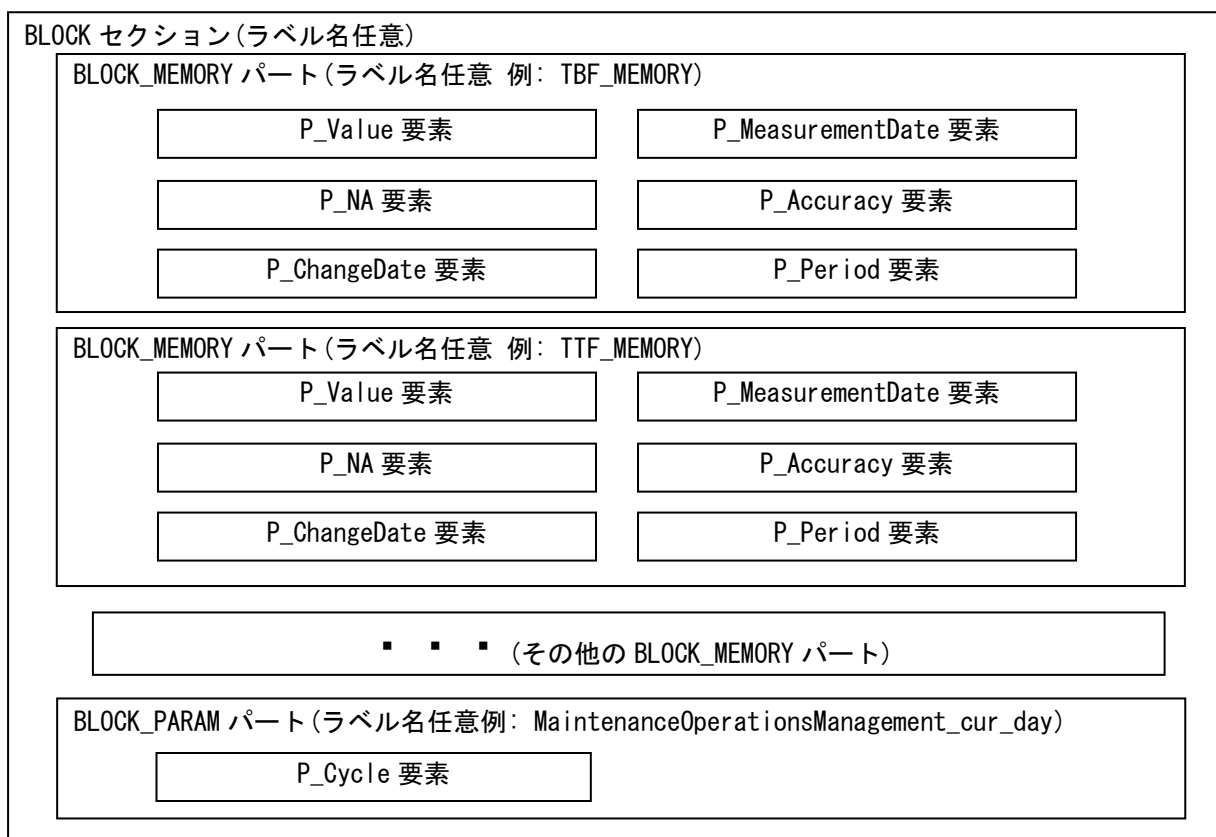 BLOCK セクション(ラベル名任意)
BLOCK_MEMORY パート(ラベル名任意 例: TBF_MEMORY)
P_Value 要素 P_MeasurementDate 要素
P_NA 要素 P_Accuracy 要素
P_ChangeDate 要素 P_Period 要素
BLOCK_MEMORY パート(ラベル名任意 例: TTF_MEMORY)
P_Value 要素 P_MeasurementDate 要素
P_NA 要素 P_Accuracy 要素
P_ChangeDate 要素 P_Period 要素
・・・(その他の BLOCK_MEMORY パート)
BLOCK_PARAM パート(ラベル名任意例: MaintenanceOperationsManagement_cur_day)
P_Cycle 要素